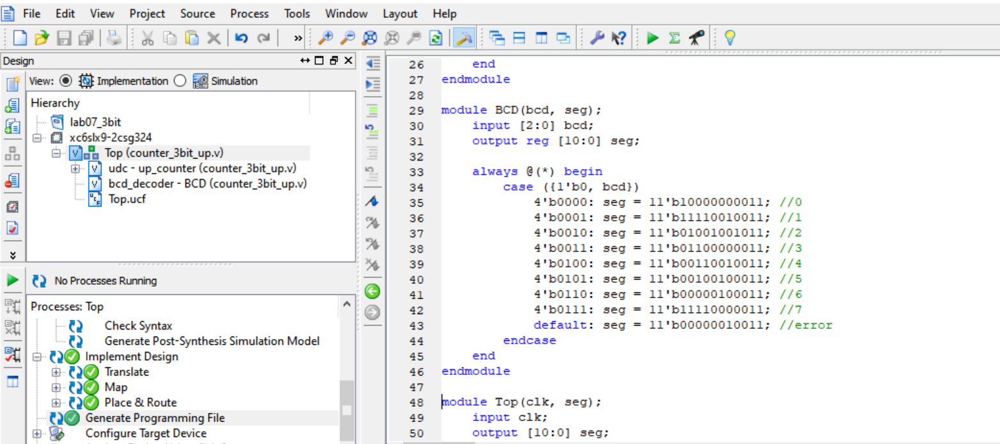 File Edit View Project Source Process Tools Window Layout Help
Design
View: Implementation Simulation
Hierarchy
lab07_3bit
xc6slx9-2csg324
Top (counter_3bit_up.v)
udc - up_counter (counter_3bit_up.v)
bcd_decoder - BCD (counter_3bit_up.v)
Top.ucf
No Processes Running
Processes: Top
Check Syntax
Generate Post-Synthesis Simulation Model
Implement Design
Translate
Map
Place & Route
Generate Programming File
Configure Target Device
26 end
27 endmodule
28
29 module BCD(bcd, seg);
30 input [2:0] bcd;
31 output reg [10:0] seg;
32
33 always @(*) begin
34 case ({1'b0, bcd})
35 4'b0000: seg = 11'b10000000011; //0
36 4'b0001: seg = 11'b11110010011; //1
37 4'b0010: seg = 11'b01001001011; //2
38 4'b0011: seg = 11'b01100000011; //3
39 4'b0100: seg = 11'b00110010011; //4
40 4'b0101: seg = 11'b00100100011; //5
41 4'b0110: seg = 11'b00000100011; //6
42 4'b0111: seg = 11'b11110000011; //7
43 default: seg = 11'b00000010011; //error
44 endcase
45 end
46 endmodule
47
48 module Top(clk, seg);
49 input clk;
50 output [10:0] seg;